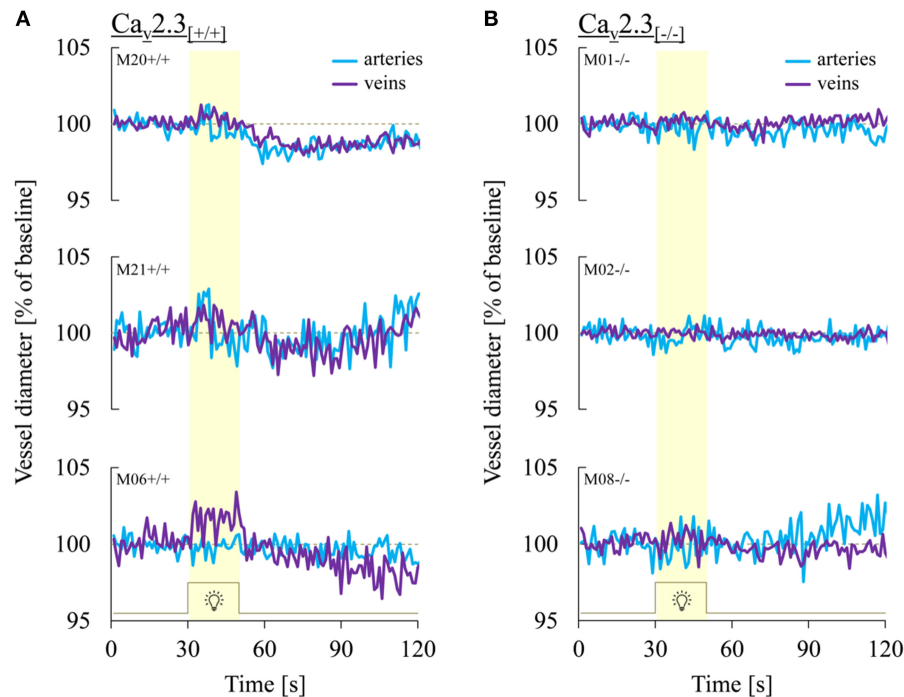 A
Cav2.3[+/+]
105
M20+/+
arteries
veins
100
95
105
M21+/+
100
95
105
M06+/+
100
95
0 30 60 90 120
Time [s]
Vessel diameter [% of baseline]
B
Cav2.3[-/-]
105
M01-/-
arteries
veins
100
95
105
M02-/-
100
95
105
M08-/-
100
95
0 30 60 90 120
Time [s]
Vessel diameter [% of baseline]